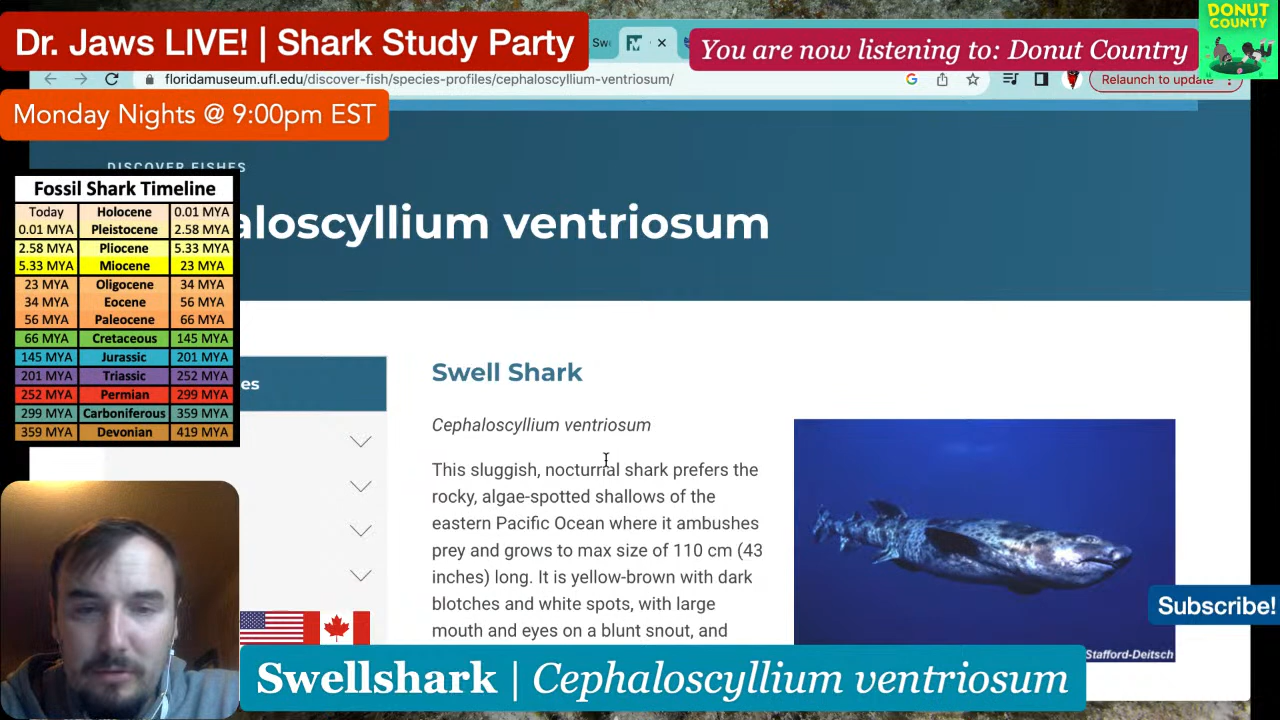 Dr. Jaws LIVE! | Shark Study Party
Swe
You are now listening to: Donut Country
DONUT
COUNTY
floridamuseum.ufl.edu/discover-fish/species-profiles/cephaloscyllium-ventriosum/
Relaunch to update
Monday Nights @ 9:00pm EST
DISCOVER FISHES
aloscyllium ventriosum
Fossil Shark Timeline
Today Holocene 0.01 MYA
0.01 MYA Pleistocene 2.58 MYA
2.58 MYA Pliocene 5.33 MYA
5.33 MYA Miocene 23 MYA
23 MYA Oligocene 34 MYA
34 MYA Eocene 56 MYA
56 MYA Paleocene 66 MYA
66 MYA Cretaceous 145 MYA
145 MYA Jurassic 201 MYA
201 MYA Triassic 252 MYA
252 MYA Permian 299 MYA
299 MYA Carboniferous 359 MYA
359 MYA Devonian 419 MYA
es
Swell Shark
Cephaloscyllium ventriosum
This sluggish, nocturnal shark prefers the
rocky, algae-spotted shallows of the
eastern Pacific Ocean where it ambushes
prey and grows to max size of 110 cm (43
inches) long. It is yellow-brown with dark
blotches and white spots, with large
mouth and eyes on a blunt snout, and
Stafford-Deitsch
Subscribe!
Swellshark | Cephaloscyllium ventriosum